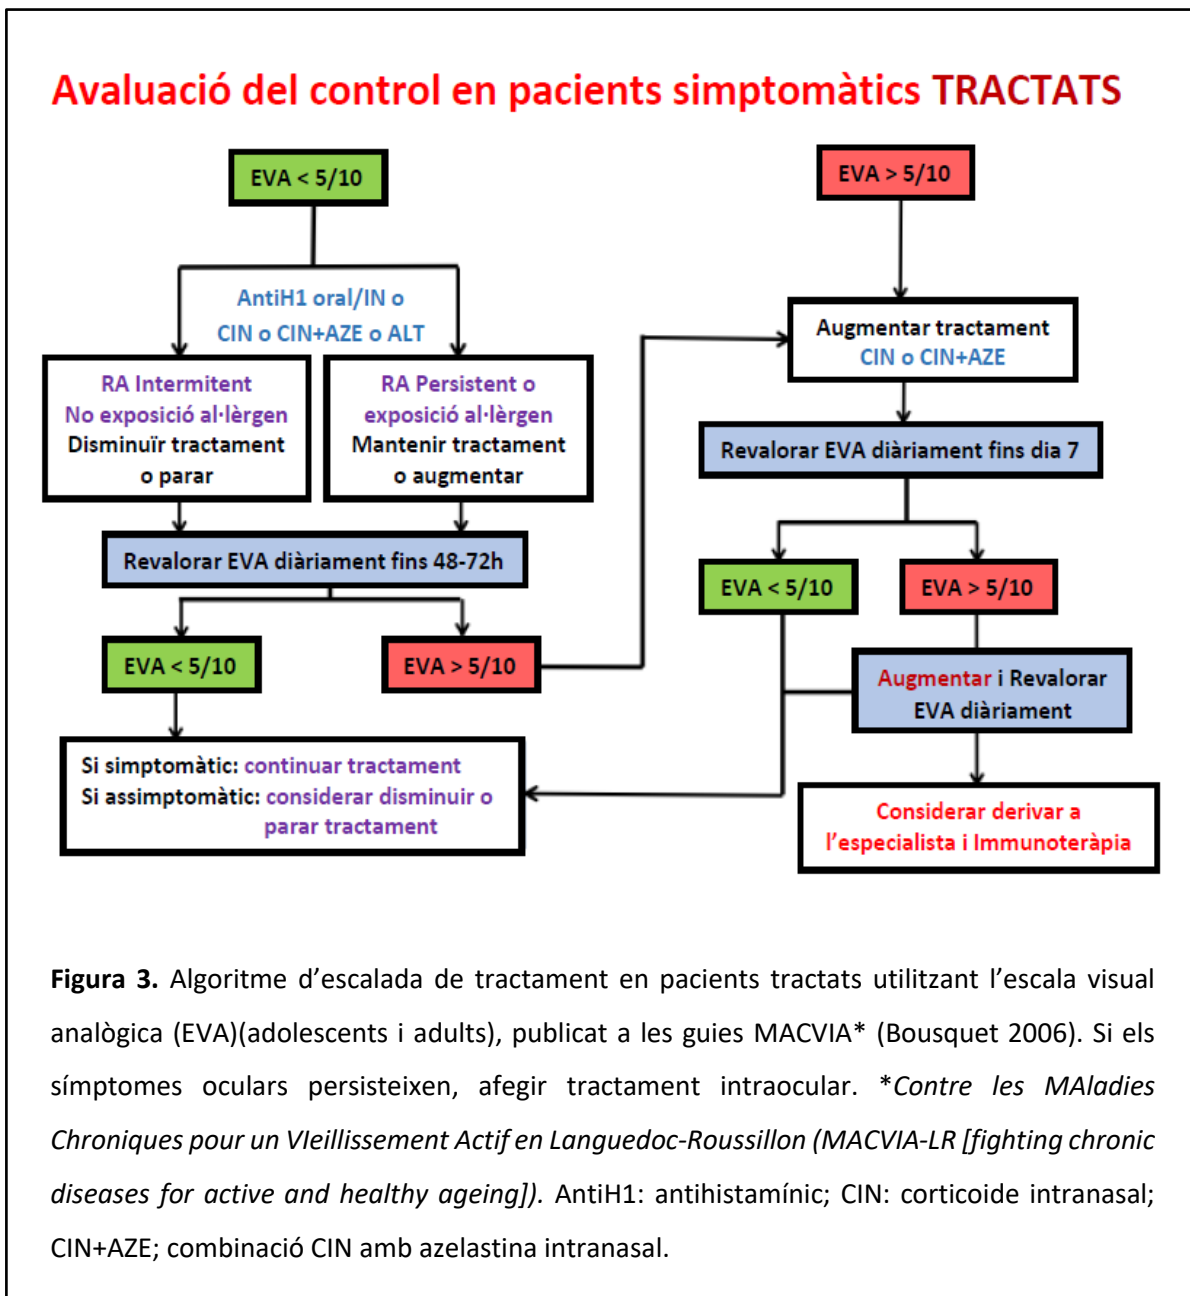 Avaluació del control en pacients simptomàtics TRACTATS
EVA < 5/10
EVA > 5/10
AntiH1 oral/IN o
CIN o CIN+AZE o ALT
RA Intermitent
No exposició al·lèrgen
Disminuïr tractament
o parar
RA Persistent o
exposició al·lèrgen
Mantenir tractament
o augmentar
Revalorar EVA diàriament fins 48-72h
EVA < 5/10
EVA > 5/10
Si simptomàtic: continuar tractament
Si assimptomàtic: considerar disminuir o
parar tractament
Augmentar tractament
CIN o CIN+AZE
Revalorar EVA diàriament fins dia 7
EVA < 5/10
EVA > 5/10
Augmentar i Revalorar
EVA diàriament
Considerar derivar a
l'especialista i Immunoteràpia
Figura 3. Algoritme d'escalada de tractament en pacients tractats utilitzant l'escala visual
analògica (EVA)(adolescents i adults), publicat a les guies MACVIA* (Bousquet 2006). Si els
símptomes oculars persisteixen, afegir tractament intraocular. *Contre les MAladies
Chroniques pour un VIeillissement Actif en Languedoc-Roussillon (MACVIA-LR [fighting chronic
diseases for active and healthy ageing]). AntiH1: antihistamínic; CIN: corticoide intranasal;
CIN+AZE; combinació CIN amb azelastina intranasal.